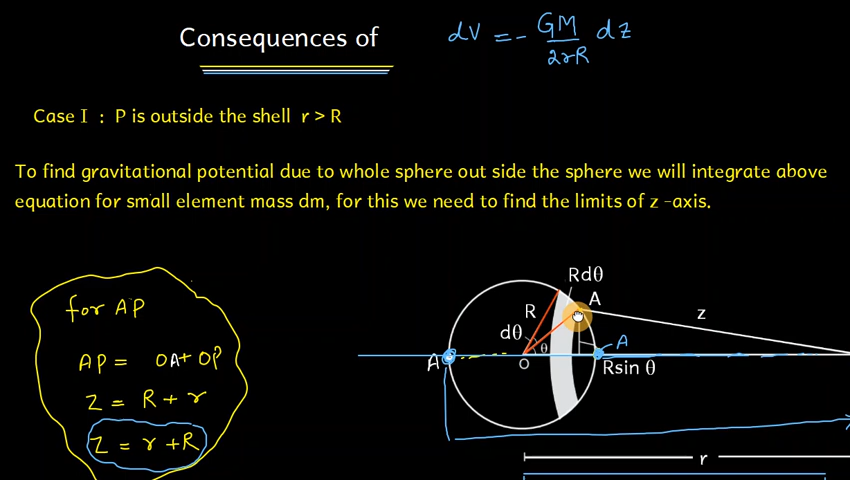 Consequences of
dV = - GM/2rR dz
Case I : P is outside the shell r > R
To find gravitational potential due to whole sphere out side the sphere we will integrate above
equation for small element mass dm, for this we need to find the limits of z -axis.
for AP
AP = OA + OP
Z = R + r
Z = r + R
Rdθ
A
R
z
dθ
θ
A
A
O
Rsin θ
r